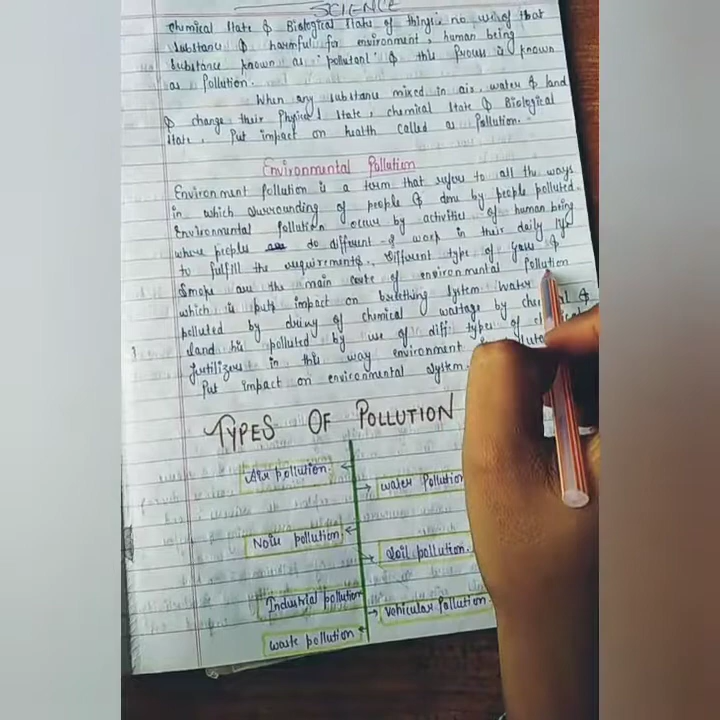 SCIENCE
chemical state & Biological state of things. no use of that
substance & harmful for environment, human being
substance known as 'pollutant' & this process is known
as Pollution.
When any substance mixed in air, water & land
& change their Physical state, chemical state & Biological
state, Put impact on health called as Pollution.
Environmental Pollution
Environment Pollution is a term that refers to all the ways
in which surrounding of people & done by people polluted.
Environmental Pollution occurs by activities of human being
where peoples do different - work in their daily life
to fulfill the requirements. Different type of gases &
Smoke are the main cause of environmental Pollution
which is puts impact on breathing system. Water
polluted by of chemical wastage by &
land polluted by use of diff. types of
fertilizers in this way environment
Put impact on environmental system.
TYPES OF POLLUTION
Air pollution.
water Pollution
Noise pollution.
Soil pollution.
Industrial pollution
Vehicular Pollution
waste pollution